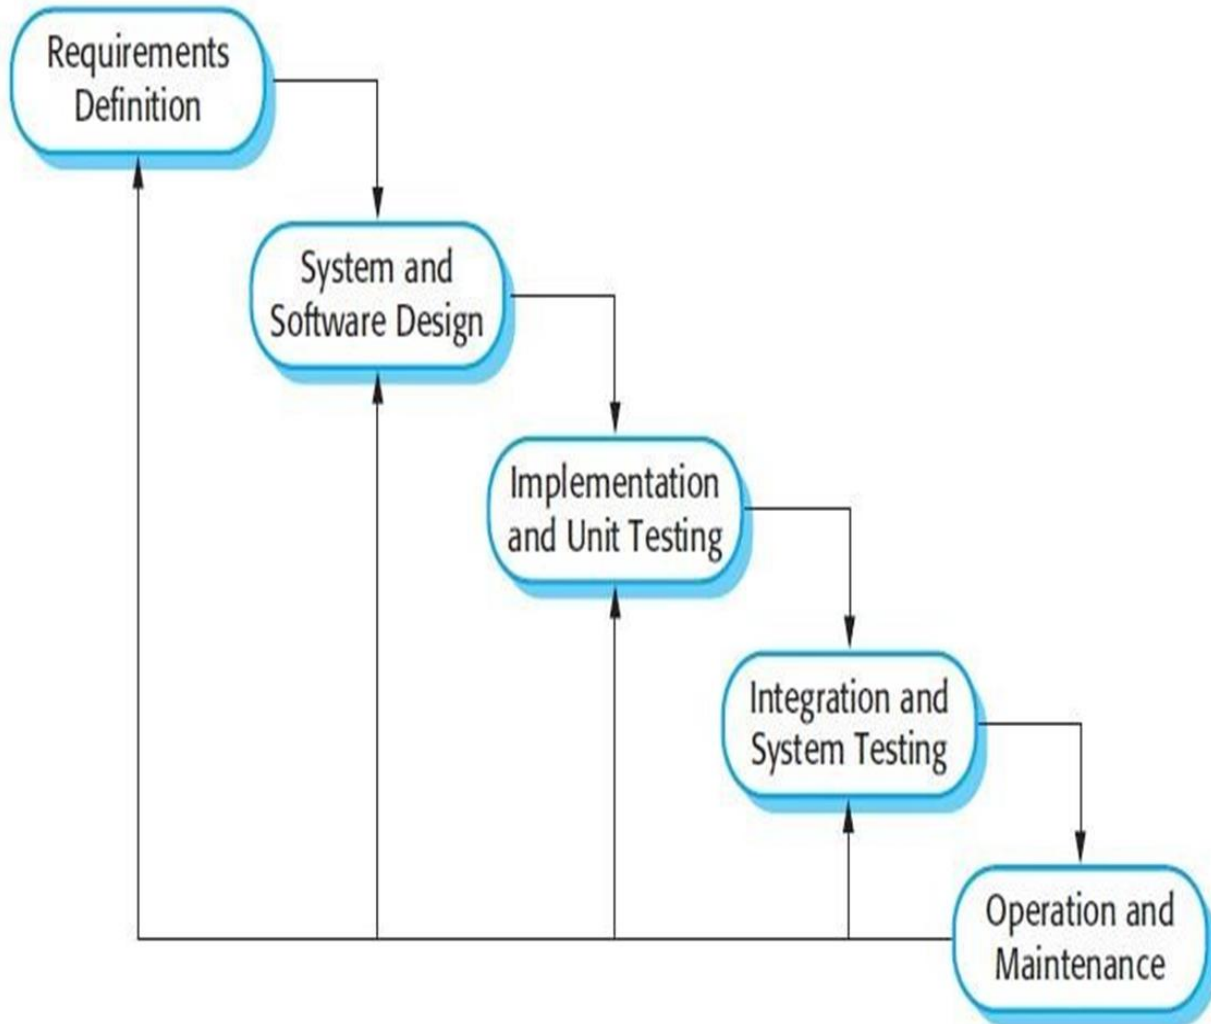 Requirements
Definition
System and
Software Design
Implementation
and Unit Testing
Integration and
System Testing
Operation and
Maintenance